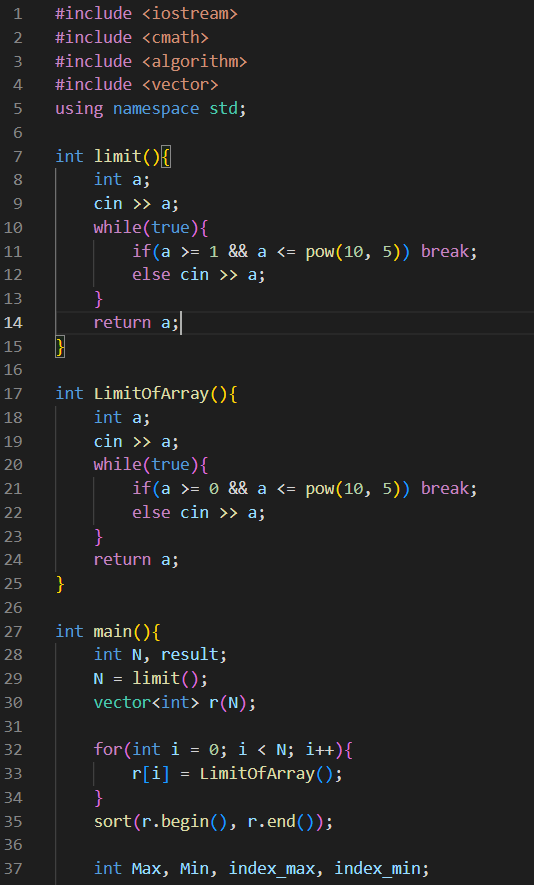 1 #include <iostream>
2 #include <cmath>
3 #include <algorithm>
4 #include <vector>
5 using namespace std;
6
7 int limit(){
8     int a;
9     cin >> a;
10     while(true){
11         if(a >= 1 && a <= pow(10, 5)) break;
12         else cin >> a;
13     }
14     return a;
15 }
16
17 int LimitOfArray(){
18     int a;
19     cin >> a;
20     while(true){
21         if(a >= 0 && a <= pow(10, 5)) break;
22         else cin >> a;
23     }
24     return a;
25 }
26
27 int main(){
28     int N, result;
29     N = limit();
30     vector<int> r(N);
31
32     for(int i = 0; i < N; i++){
33         r[i] = LimitOfArray();
34     }
35     sort(r.begin(), r.end());
36
37     int Max, Min, index_max, index_min;